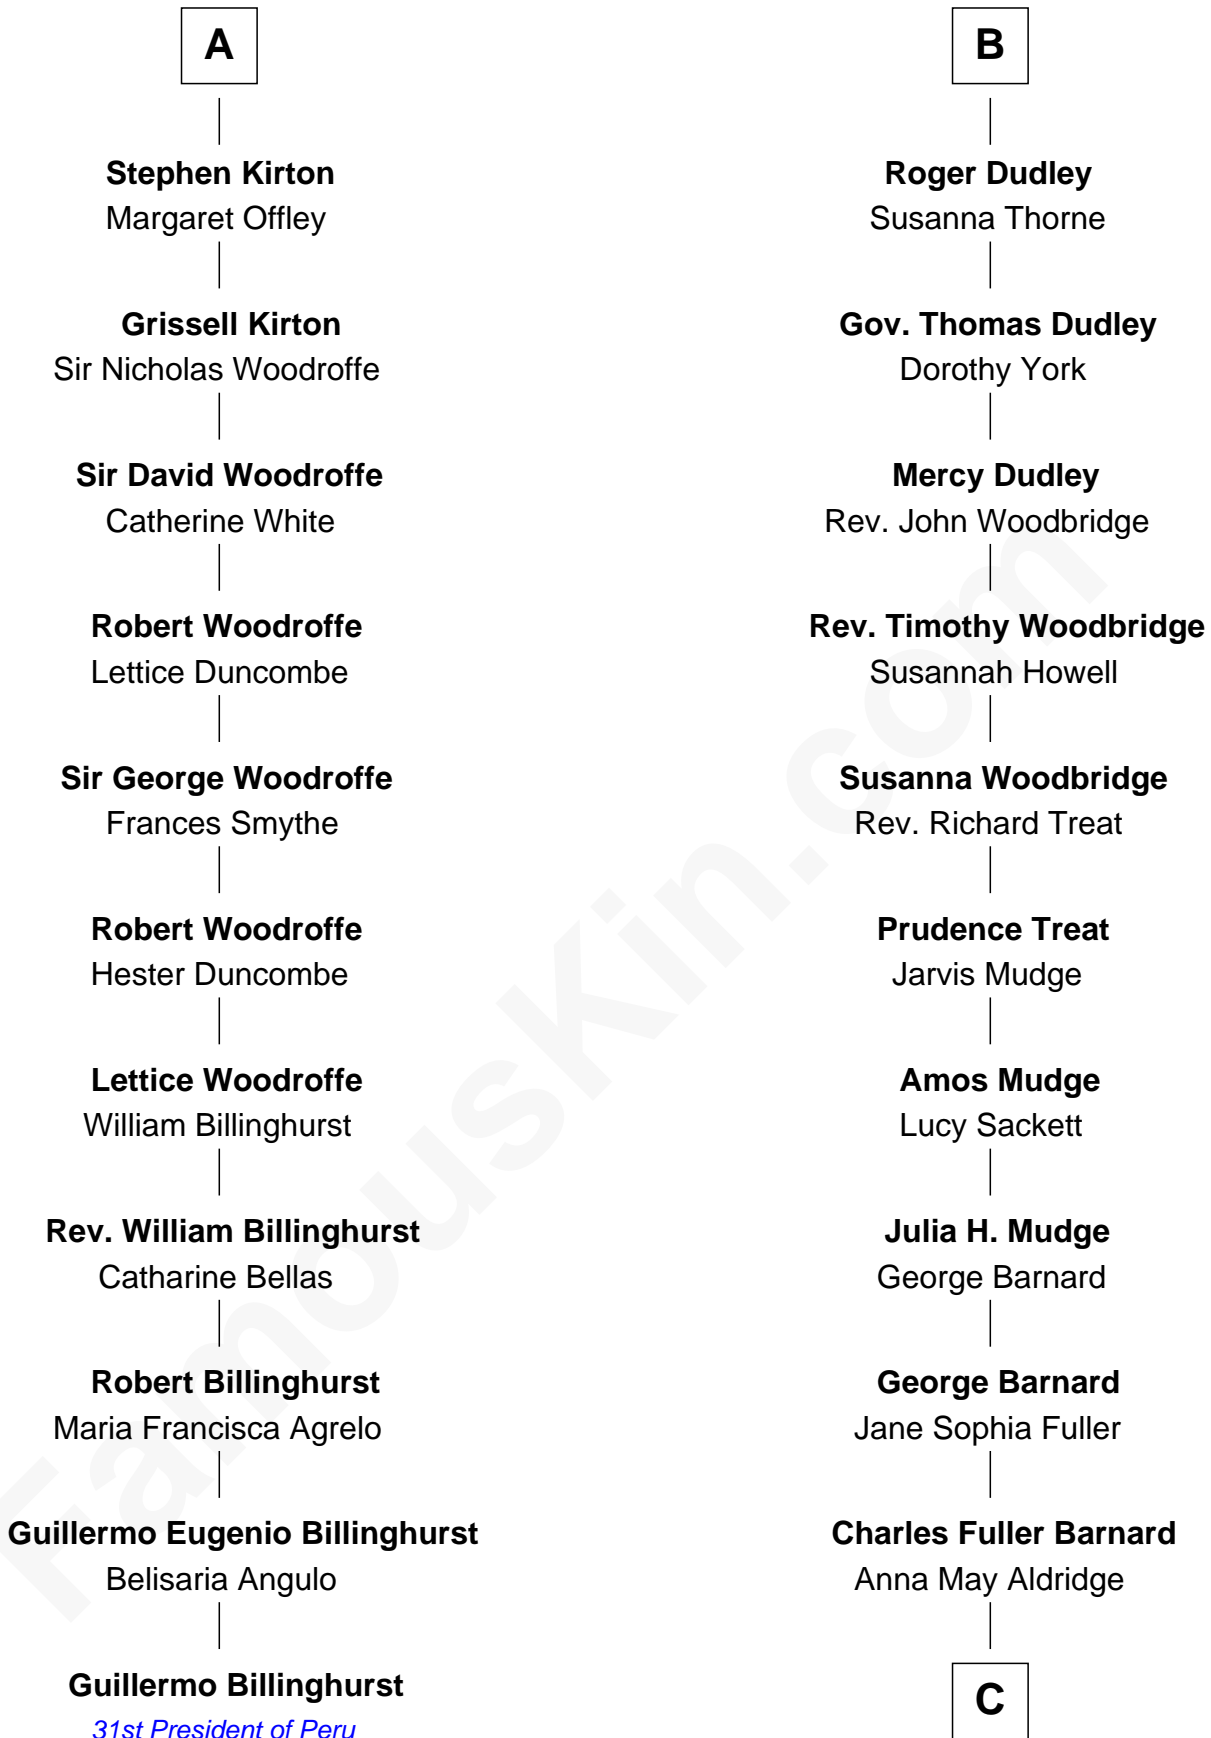 A
Stephen Kirton
Margaret Offley
Grissell Kirton
Sir Nicholas Woodroffe
Sir David Woodroffe
Catherine White
Robert Woodroffe
Lettice Duncombe
Sir George Woodroffe
Frances Smythe
Robert Woodroffe
Hester Duncombe
Lettice Woodroffe
William Billinghurst
Rev. William Billinghurst
Catharine Bellas
Robert Billinghurst
Maria Francisca Agrelo
Guillermo Eugenio Billinghurst
Belisaria Angulo
Guillermo Billinghurst
31st President of Peru
B
Roger Dudley
Susanna Thorne
Gov. Thomas Dudley
Dorothy York
Mercy Dudley
Rev. John Woodbridge
Rev. Timothy Woodbridge
Susannah Howell
Susanna Woodbridge
Rev. Richard Treat
Prudence Treat
Jarvis Mudge
Amos Mudge
Lucy Sackett
Julia H. Mudge
George Barnard
George Barnard
Jane Sophia Fuller
Charles Fuller Barnard
Anna May Aldridge
C
FamousKin.com